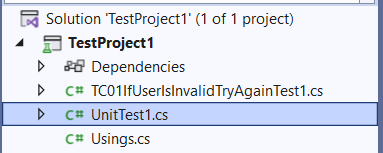 Solution 'TestProject1' (1 of 1 project)
TestProject1
Dependencies
C# TC01IfUserIsInvalidTryAgainTest1.cs
C# UnitTest1.cs
C# Usings.cs